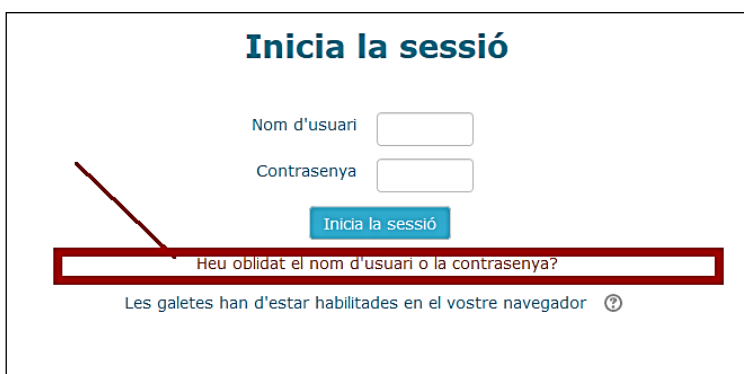 Inicia la sessió
Nom d'usuari
Contrasenya
Inicia la sessió
Heu oblidat el nom d'usuari o la contrasenya?
Les galetes han d'estar habilitades en el vostre navegador ?